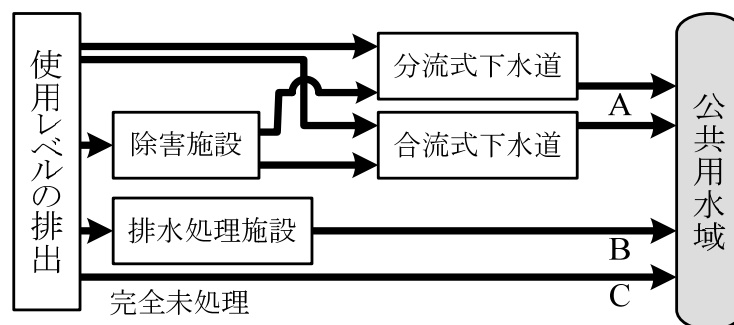 使用レベルの排出
分流式下水道
A
除害施設
合流式下水道
排水処理施設
B
C
完全未処理
公共用水域